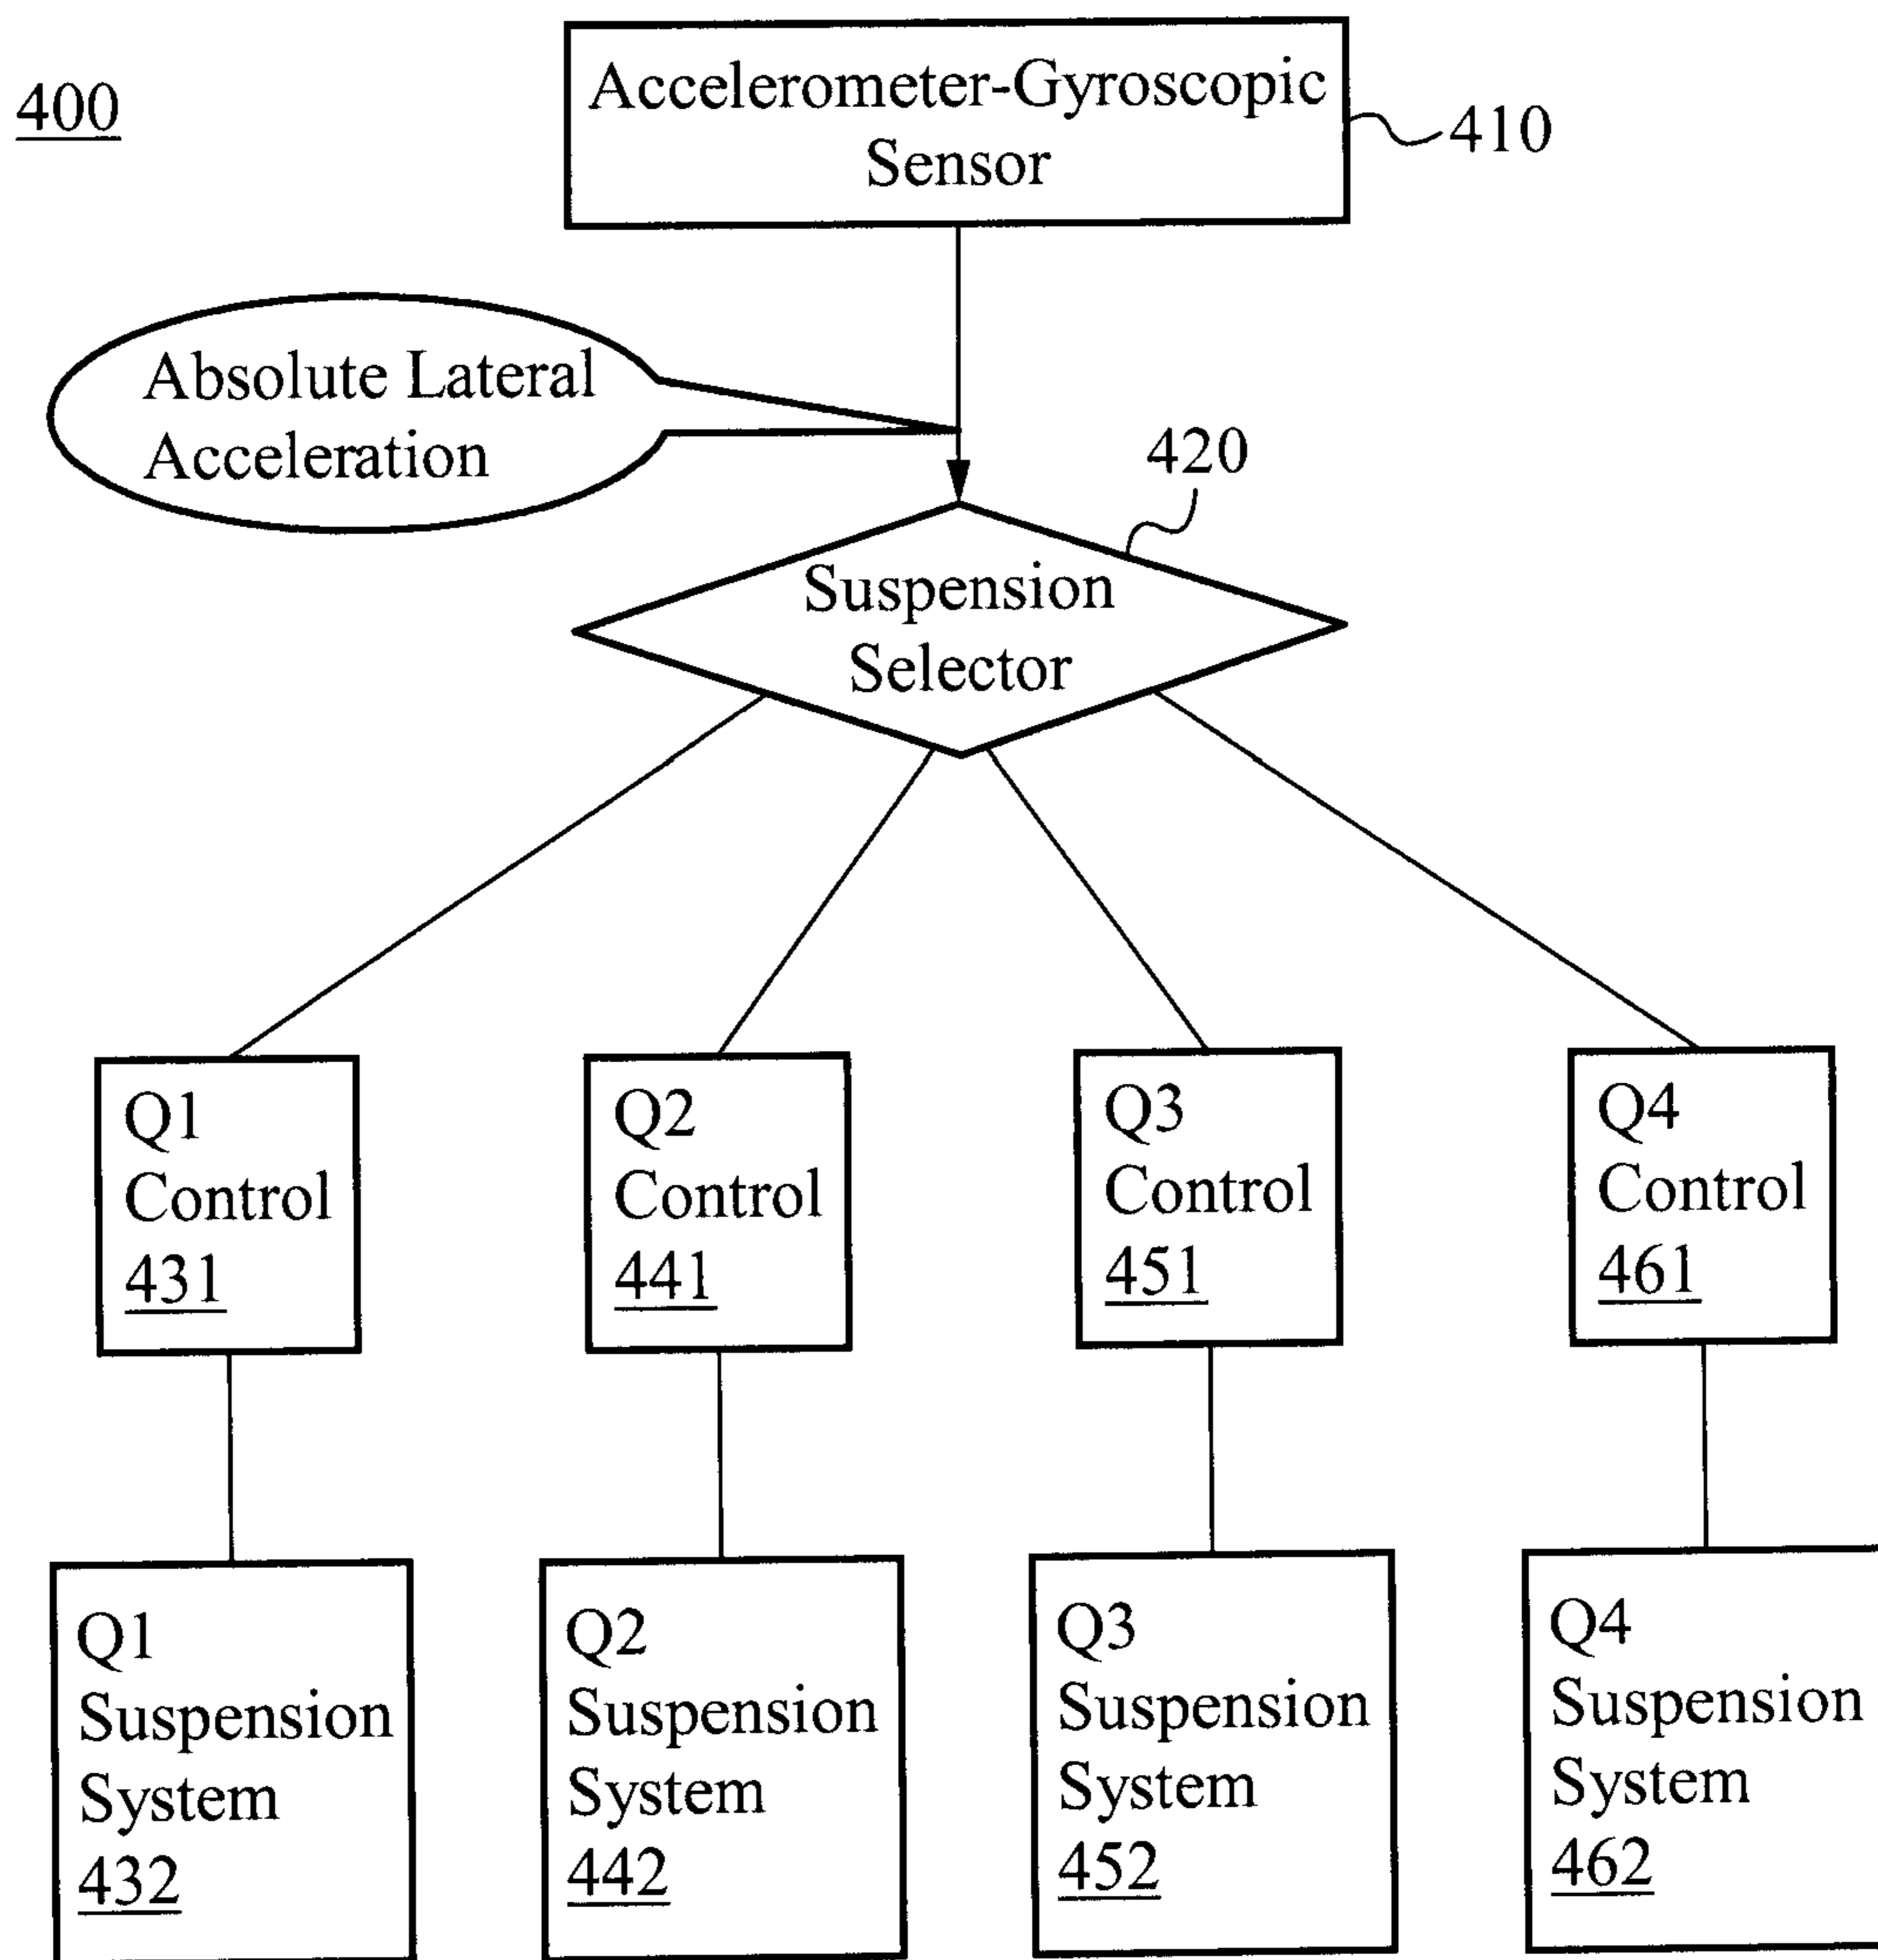 400
Accelerometer-Gyroscopic
Sensor
410
Absolute Lateral
Acceleration
420
Suspension
Selector
Q1
Control
431
Q2
Control
441
Q3
Control
451
Q4
Control
461
Q1
Suspension
System
432
Q2
Suspension
System
442
Q3
Suspension
System
452
Q4
Suspension
System
462